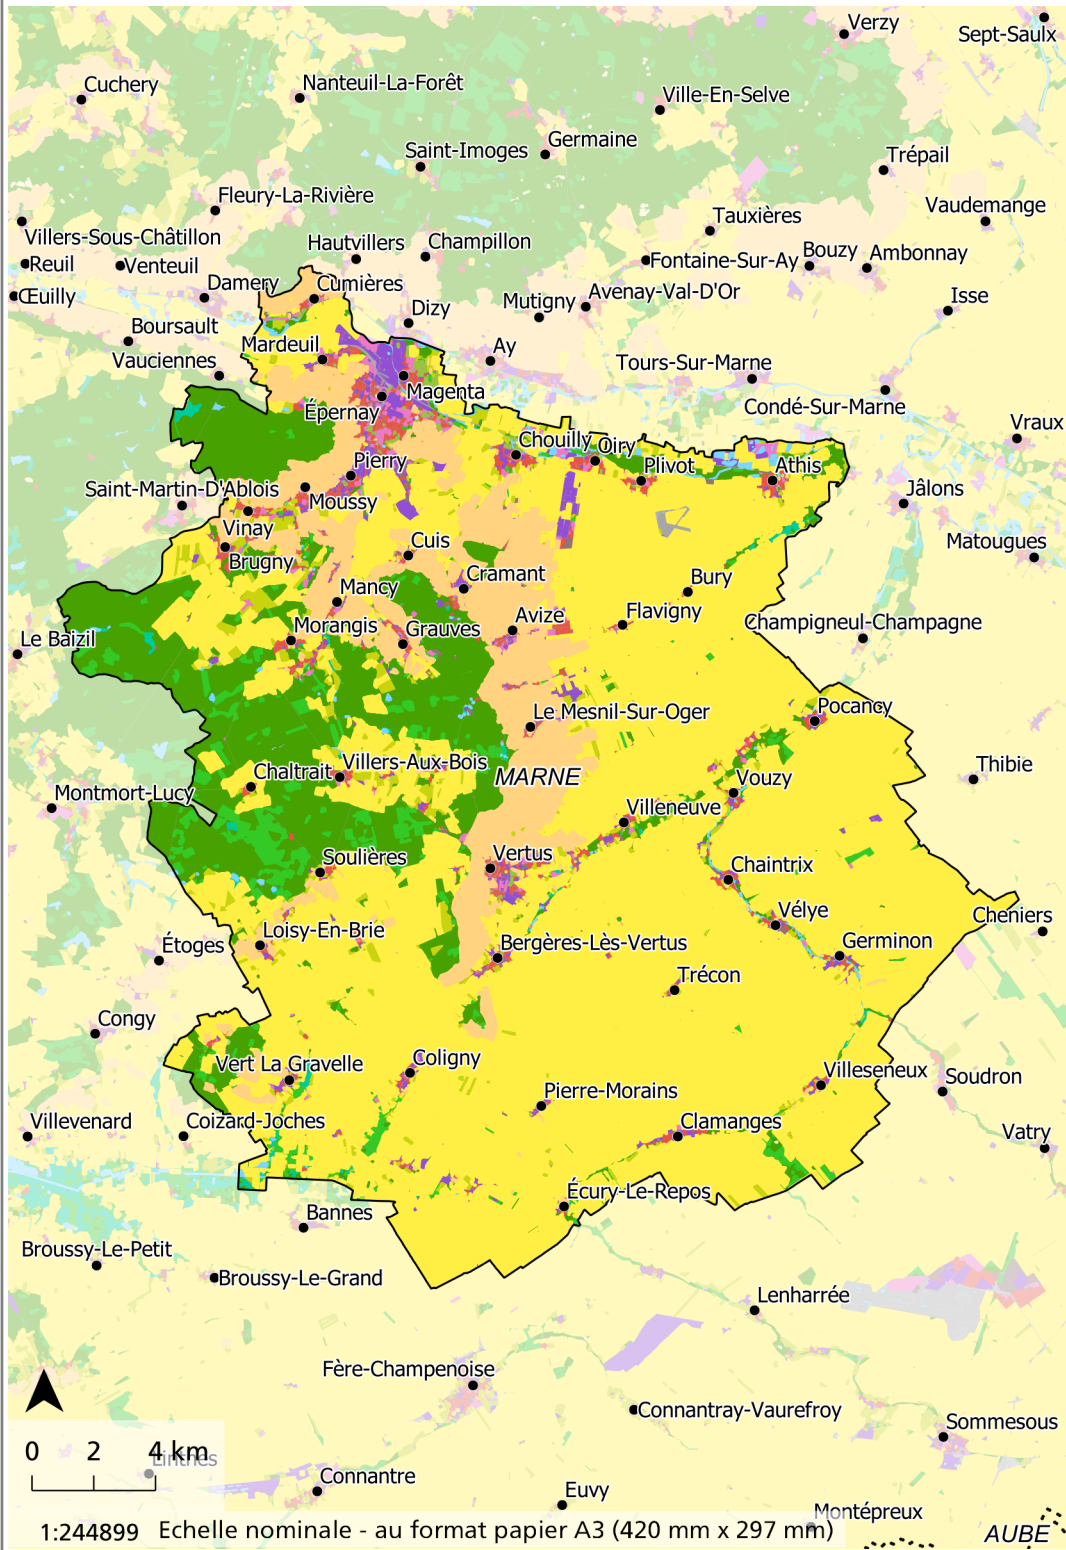 Verzy
Sept-Saulx
Cuchery
Nanteuil-La-Forêt
Ville-En-Selve
Germaine
Saint-Imoges
Trépail
Fleury-La-Rivière
Vaudemange
Tauxières
Villers-Sous-Châtillon
Hautvillers
Champillon
Reuil
Venteuil
Fontaine-Sur-Ay
Bouzy
Ambonnay
Œuilly
Damery
Cumières
Mutigny
Avenay-Val-D'Or
Isse
Dizy
Boursault
Mardeuil
Ay
Vauciennes
Tours-Sur-Marne
Magenta
Épernay
Condé-Sur-Marne
Vraux
Chouilly
Oiry
Pierry
Plivot
Athis
Saint-Martin-D'Ablois
Moussy
Jâlons
Vinay
Cuis
Matougues
Brugny
Cramant
Bury
Mancy
Flavigny
Avize
Morangis
Grauves
Champigneul-Champagne
Le Baizil
Pocancy
Le Mesnil-Sur-Oger
Villers-Aux-Bois
Chaltrait
MARNE
Vouzy
Thibie
Montmort-Lucy
Villeneuve
Soulières
Vertus
Chaintrix
Vélye
Cheniers
Loisy-En-Brie
Étoges
Bergères-Lès-Vertus
Germinon
Trécon
Congy
Vert La Gravelle
Coligny
Villeseneux
Soudron
Pierre-Morains
Villevenard
Coizard-Joches
Clamanges
Vatry
Écury-Le-Repos
Bannes
Broussy-Le-Petit
Broussy-Le-Grand
Lenharrée
Fère-Champenoise
Connantray-Vaurefroy
Sommesous
0 2 4 km
Linthes
Connantre
Euvy
Montépreux
1:244899 Echelle nominale - au format papier A3 (420 mm x 297 mm)
AUBE